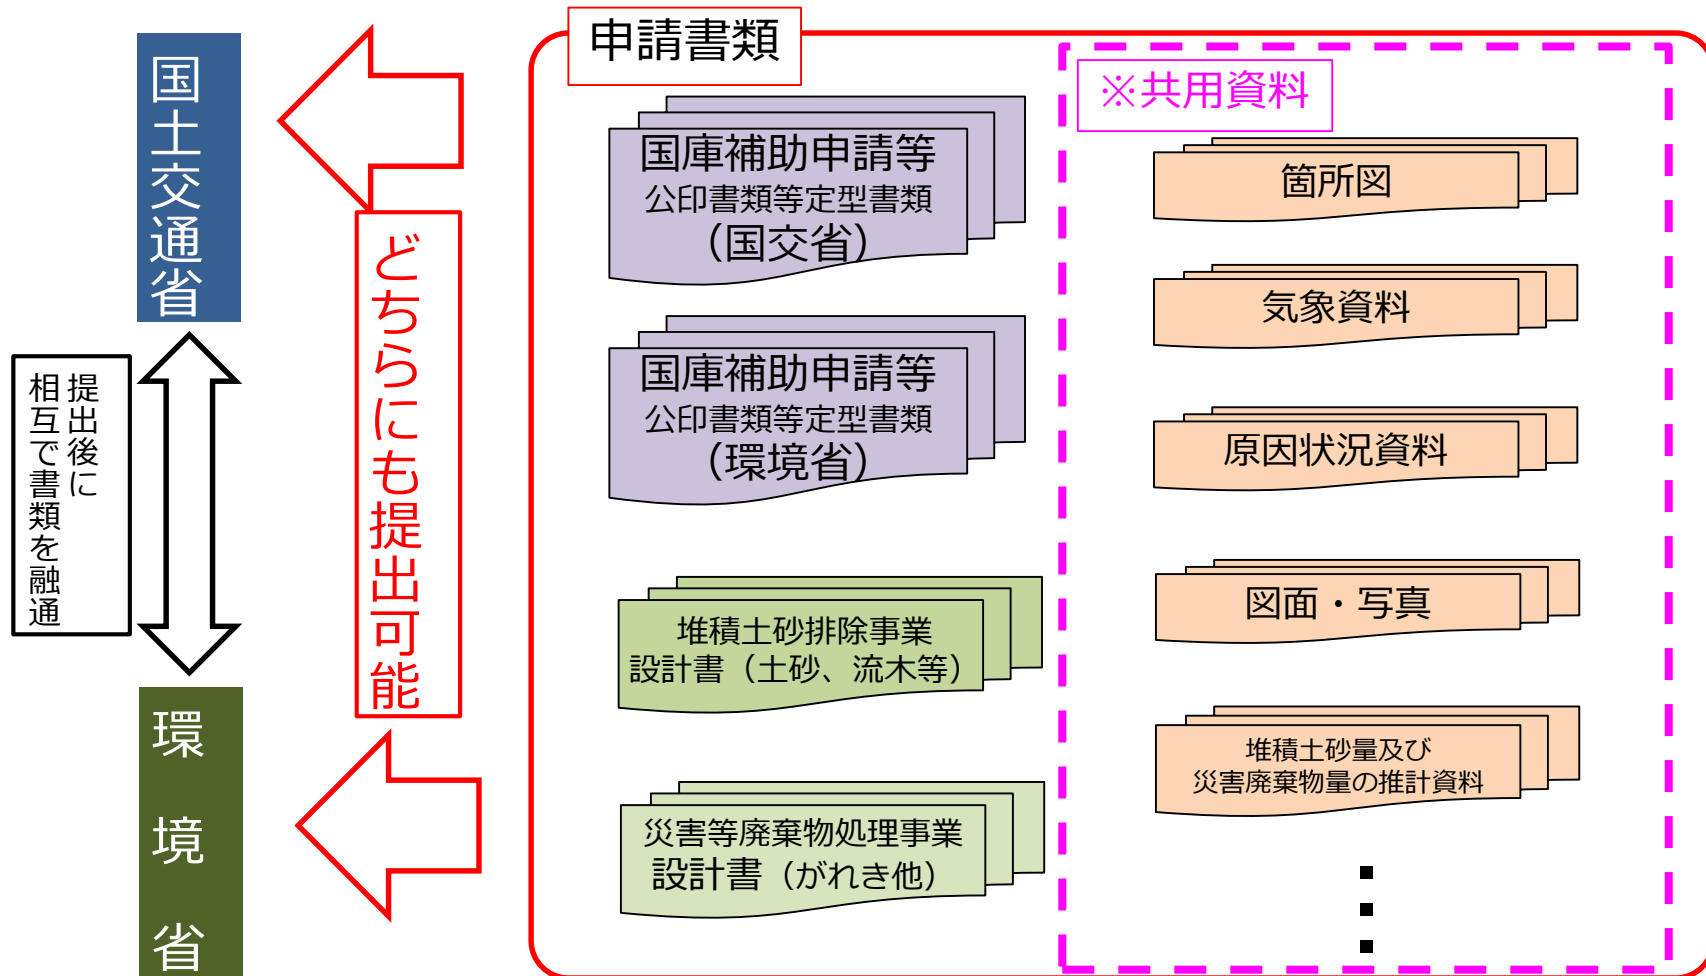 国土交通省
提出後に
相互で書類を融通
環境省
どちらにも提出可能
申請書類
国庫補助申請等
公印書類等定型書類
（国交省）
国庫補助申請等
公印書類等定型書類
（環境省）
堆積土砂排除事業
設計書（土砂、流木等）
災害等廃棄物処理事業
設計書（がれき他）
※共用資料
箇所図
気象資料
原因状況資料
図面・写真
堆積土砂量及び
災害廃棄物量の推計資料